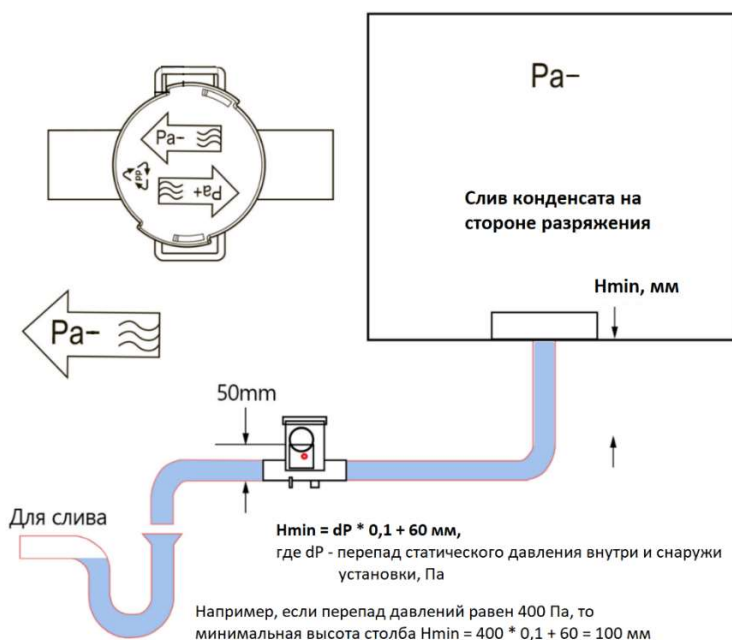 Pa-
Pa-
Pa+
PP
Слив конденсата на
стороне разряжения
Hmin, мм
Pa-
50mm
Для слива
Hmin = dP * 0,1 + 60 мм,
где dP - перепад статического давления внутри и снаружи
установки, Па
Например, если перепад давлений равен 400 Па, то
минимальная высота столба Hmin = 400 * 0,1 + 60 = 100 мм